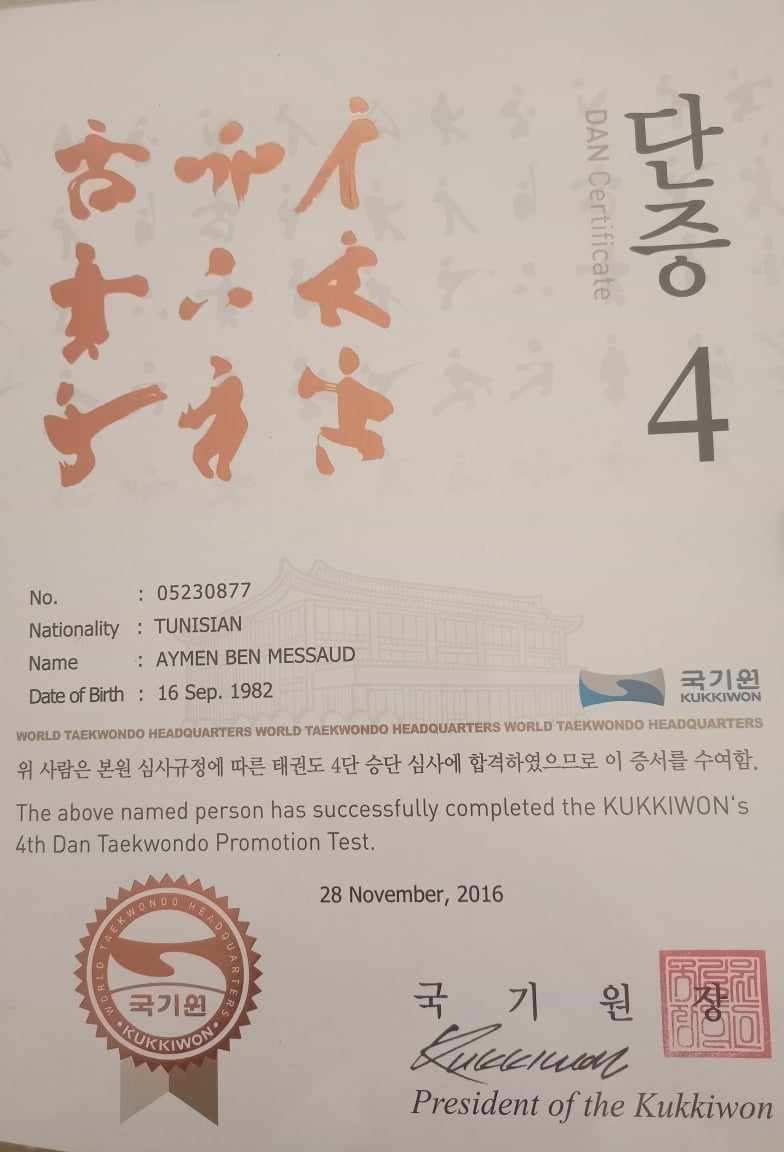 단증
DAN Certificate
4
No. : 05230877
Nationality : TUNISIAN
Name : AYMEN BEN MESSAUD
Date of Birth : 16 Sep. 1982
국기원
KUKKIWON
WORLD TAEKWONDO HEADQUARTERS WORLD TAEKWONDO HEADQUARTERS WORLD TAEKWONDO HEADQUARTERS
위 사람은 본원 심사규정에 따른 태권도 4단 승단 심사에 합격하였으므로 이 증서를 수여함.
The above named person has successfully completed the KUKKIWON's
4th Dan Taekwondo Promotion Test.
28 November, 2016
WORLD TAEKWONDO HEADQUARTERS
국기원
•KUKKIWON•
국 기 원 장
Kukkiwon
President of the Kukkiwon